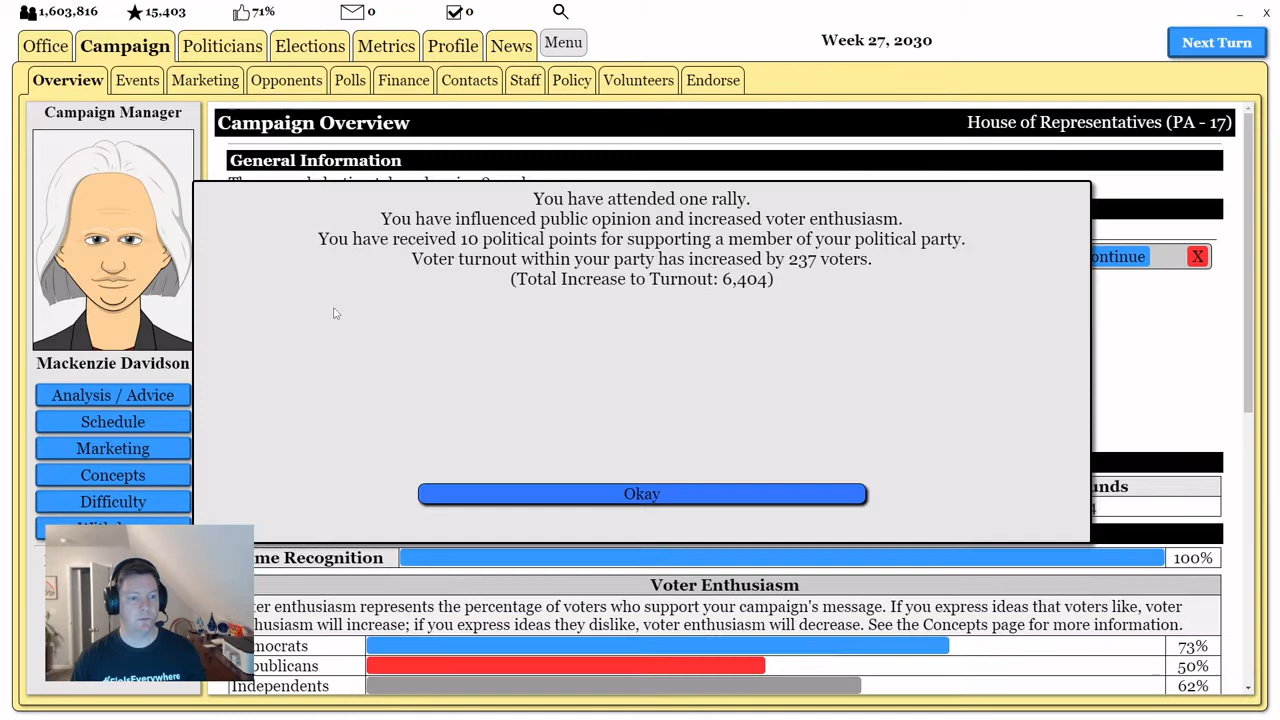 1,603,816 15,403 71% 0 0
_ X
Office Campaign Politicians Elections Metrics Profile News Menu Week 27, 2030 Next Turn
Overview Events Marketing Opponents Polls Finance Contacts Staff Policy Volunteers Endorse
Campaign Manager
Mackenzie Davidson
Analysis / Advice
Schedule
Marketing
Concepts
Difficulty
Campaign Overview House of Representatives (PA - 17)
General Information
You have attended one rally.
You have influenced public opinion and increased voter enthusiasm.
You have received 10 political points for supporting a member of your political party.
Voter turnout within your party has increased by 237 voters.
(Total Increase to Turnout: 6,404)
Okay
ontinue X
unds
4
me Recognition 100%
Voter Enthusiasm
ter enthusiasm represents the percentage of voters who support your campaign's message. If you express ideas that voters like, voter
husiasm will increase; if you express ideas they dislike, voter enthusiasm will decrease. See the Concepts page for more information.
mocrats 73%
publicans 50%
Independents 62%